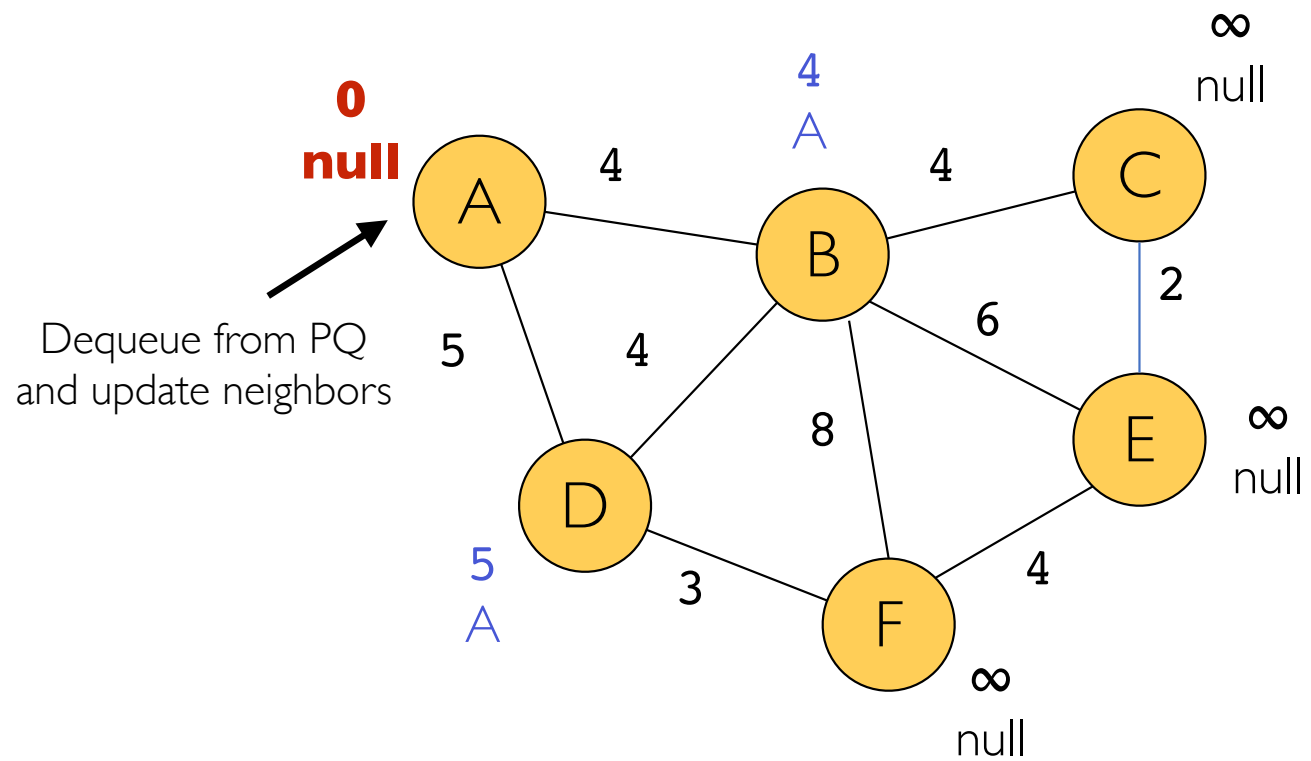 ∞
null
4
A
0
null
A
4
B
4
C
2
Dequeue from PQ
and update neighbors
5
4
6
8
E
∞
null
D
5
A
3
F
4
∞
null